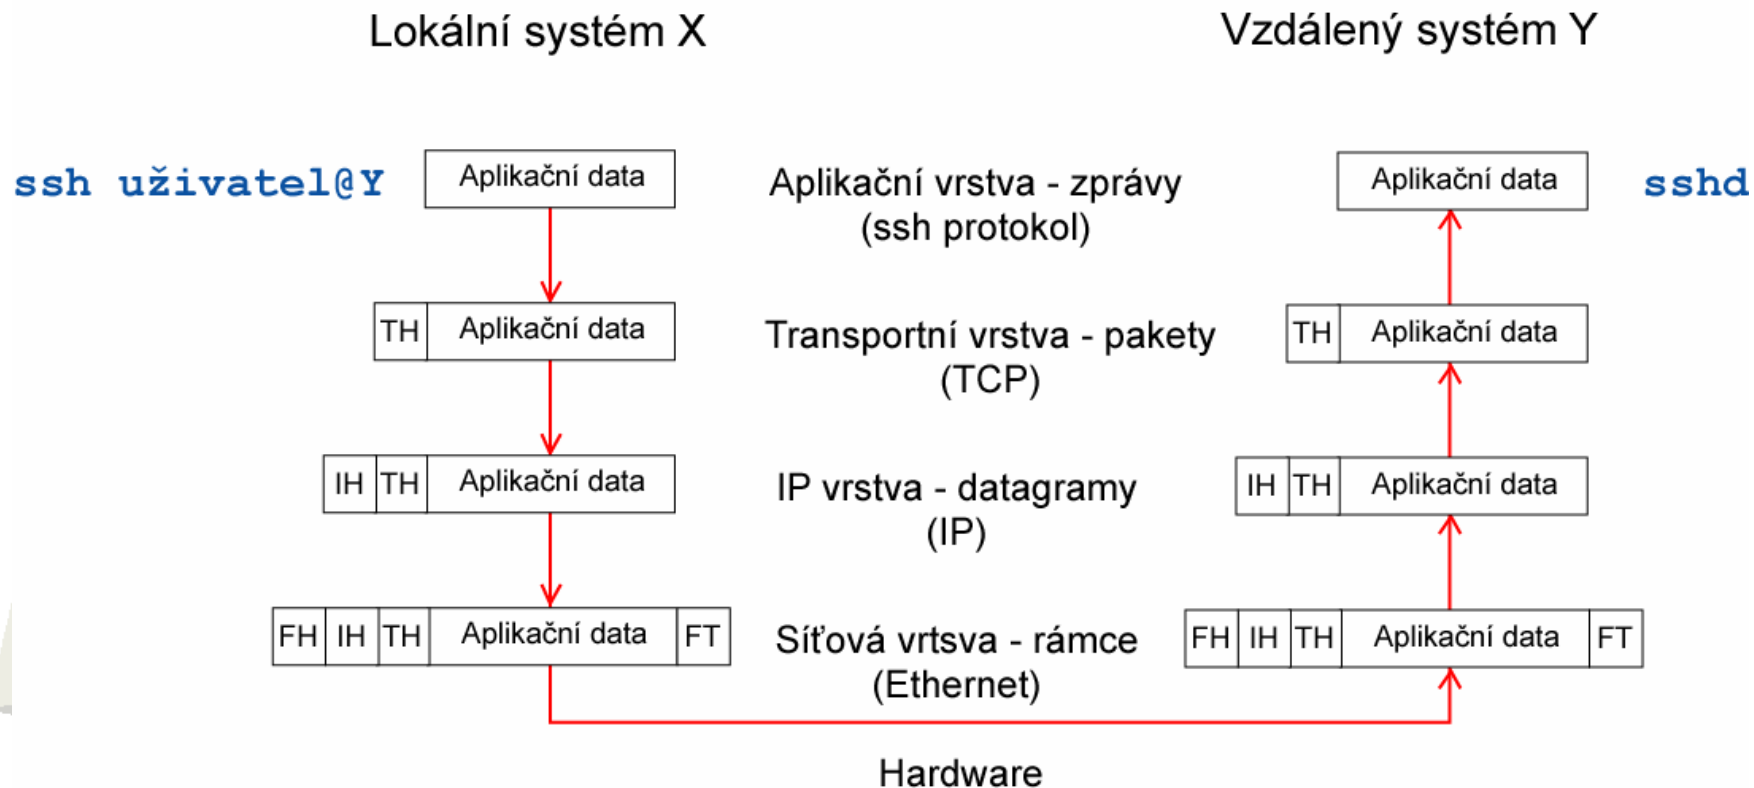 Lokální systém X
Vzdálený systém Y
ssh uživatel@Y
Aplikační data
Aplikační vrstva - zprávy
(ssh protokol)
Aplikační data
sshd
TH
Aplikační data
Transportní vrstva - pakety
(TCP)
TH
Aplikační data
IH
TH
Aplikační data
IP vrstva - datagramy
(IP)
IH
TH
Aplikační data
FH
IH
TH
Aplikační data
FT
Síťová vrtsva - rámce
(Ethernet)
FH
IH
TH
Aplikační data
FT
Hardware